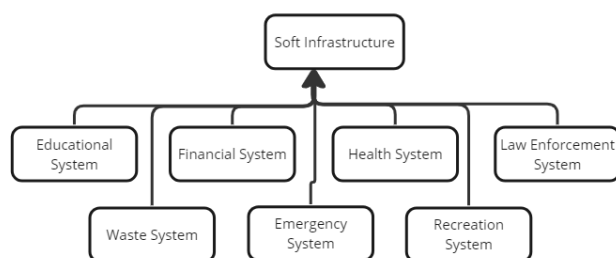 Soft Infrastructure
Educational
System
Financial System
Health System
Law Enforcement
System
Waste System
Emergency
System
Recreation
System